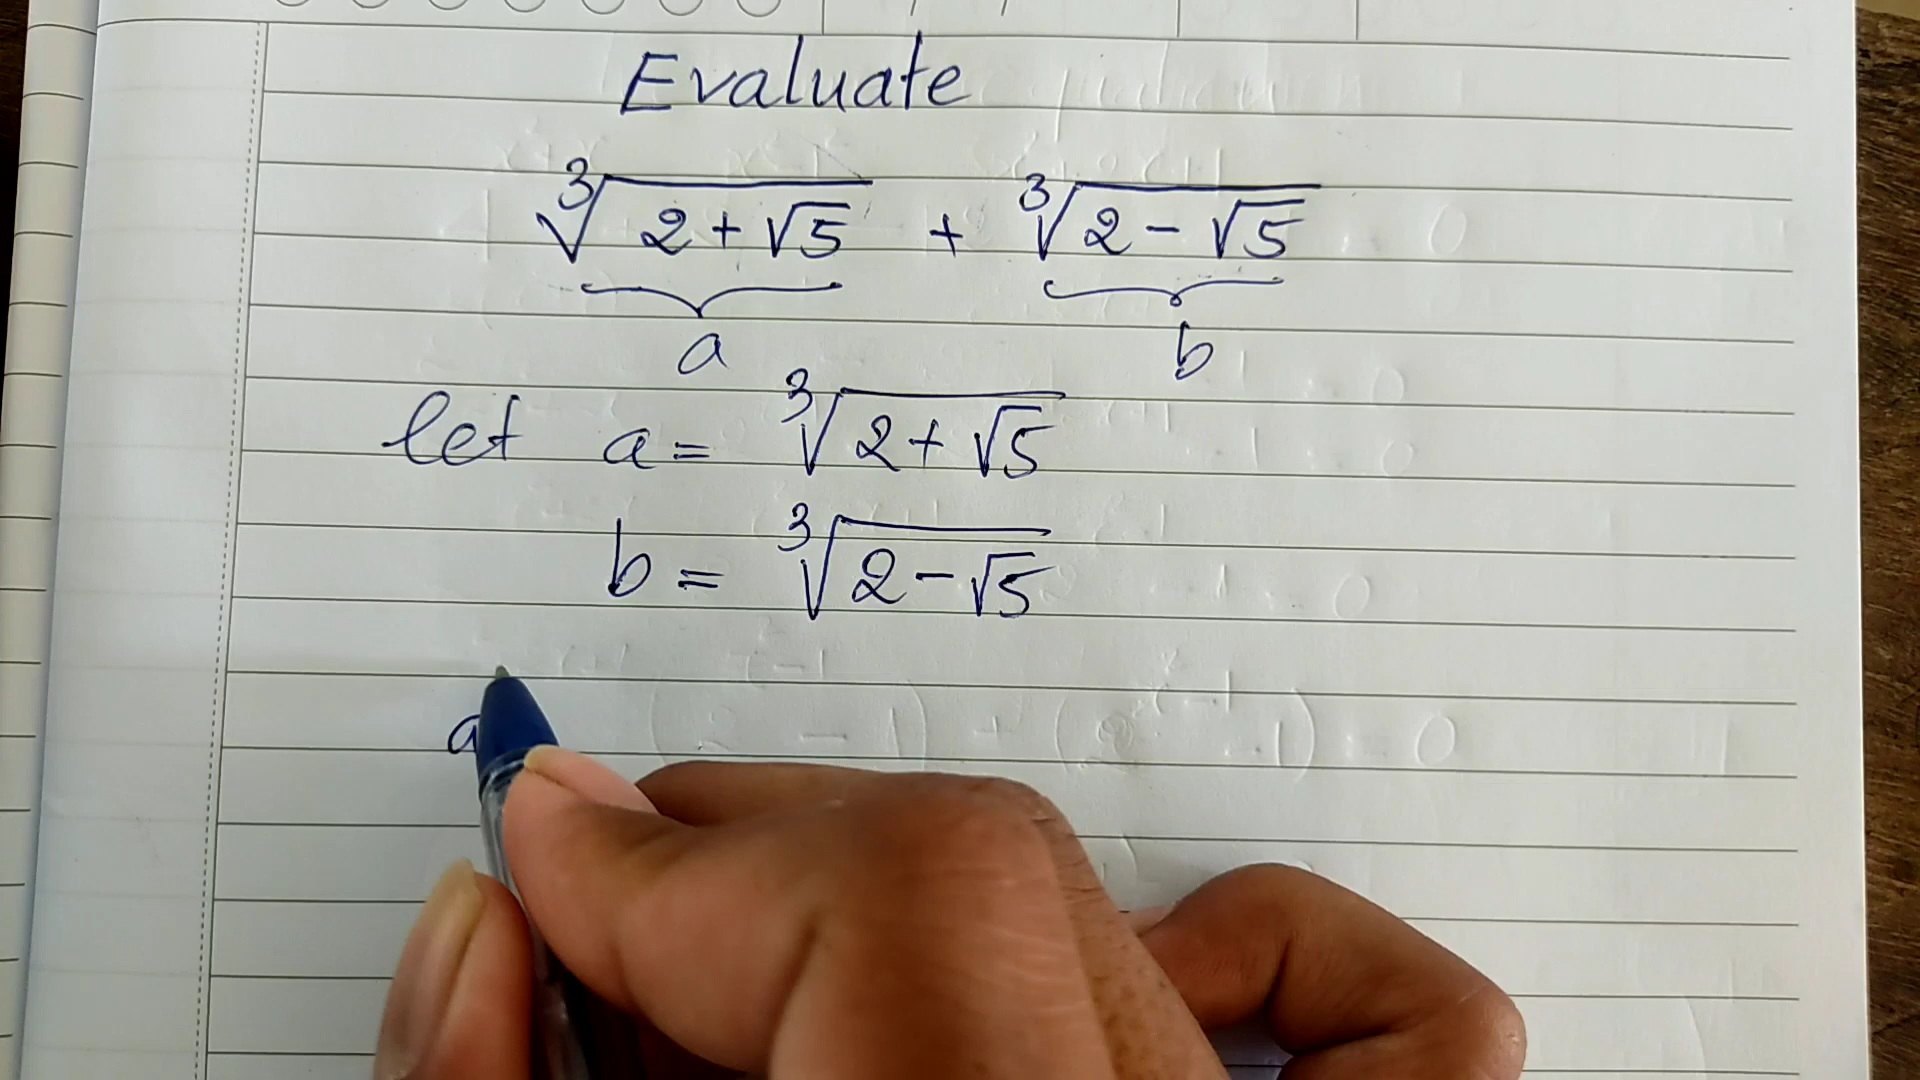 Evaluate
∛(2 + √5) + ∛(2 - √5)
a b
let a = ∛(2 + √5)
b = ∛(2 - √5)
a